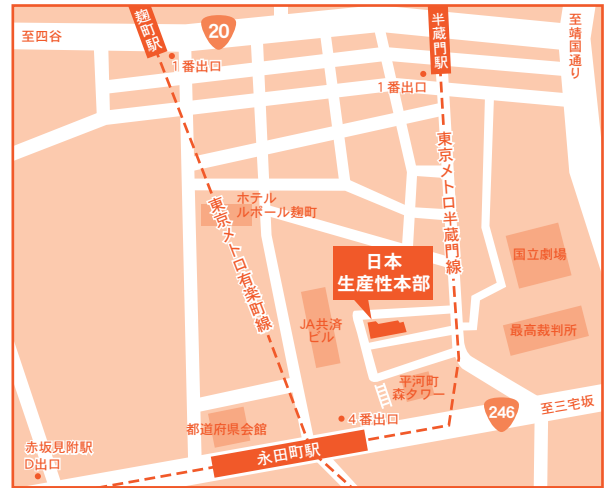 至四谷
麹町駅
20
1番出口
半蔵門駅
1番出口
至靖国通り
東京メトロ半蔵門線
東京メトロ有楽町線
ホテル
ルポール麹町
日本
生産性本部
国立劇場
最高裁判所
JA共済
ビル
平河町
森タワー
4番出口
246
至三宅坂
都道府県会館
永田町駅
赤坂見附駅
D出口